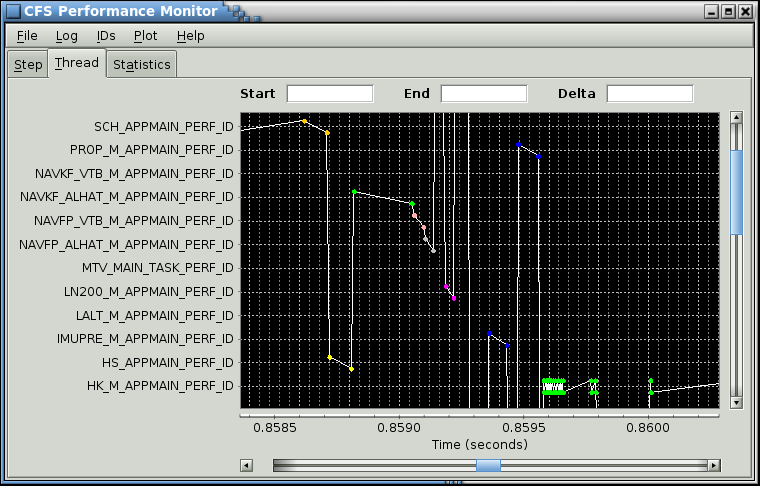 CFS Performance Monitor
File Log IDs Plot Help
Step Thread Statistics
Start End Delta
SCH_APPMAIN_PERF_ID
PROP_M_APPMAIN_PERF_ID
NAVKF_VTB_M_APPMAIN_PERF_ID
NAVKF_ALHAT_M_APPMAIN_PERF_ID
NAVFP_VTB_M_APPMAIN_PERF_ID
NAVFP_ALHAT_M_APPMAIN_PERF_ID
MTV_MAIN_TASK_PERF_ID
LN200_M_APPMAIN_PERF_ID
LALT_M_APPMAIN_PERF_ID
IMUPRE_M_APPMAIN_PERF_ID
HS_APPMAIN_PERF_ID
HK_M_APPMAIN_PERF_ID
0.8585 0.8590 0.8595 0.8600
Time (seconds)